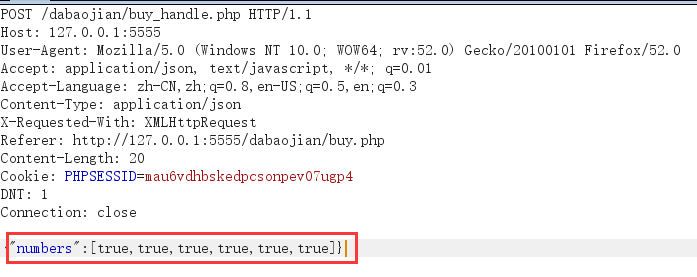 POST /dabaojian/buy_handle.php HTTP/1.1
Host: 127.0.0.1:5555
User-Agent: Mozilla/5.0 (Windows NT 10.0; WOW64; rv:52.0) Gecko/20100101 Firefox/52.0
Accept: application/json, text/javascript, */*; q=0.01
Accept-Language: zh-CN,zh;q=0.8,en-US;q=0.5,en;q=0.3
Content-Type: application/json
X-Requested-With: XMLHttpRequest
Referer: http://127.0.0.1:5555/dabaojian/buy.php
Content-Length: 20
Cookie: PHPSESSID=mau6vdhbskedpcsonpev07ugp4
DNT: 1
Connection: close
{"numbers":[true,true,true,true,true,true]}